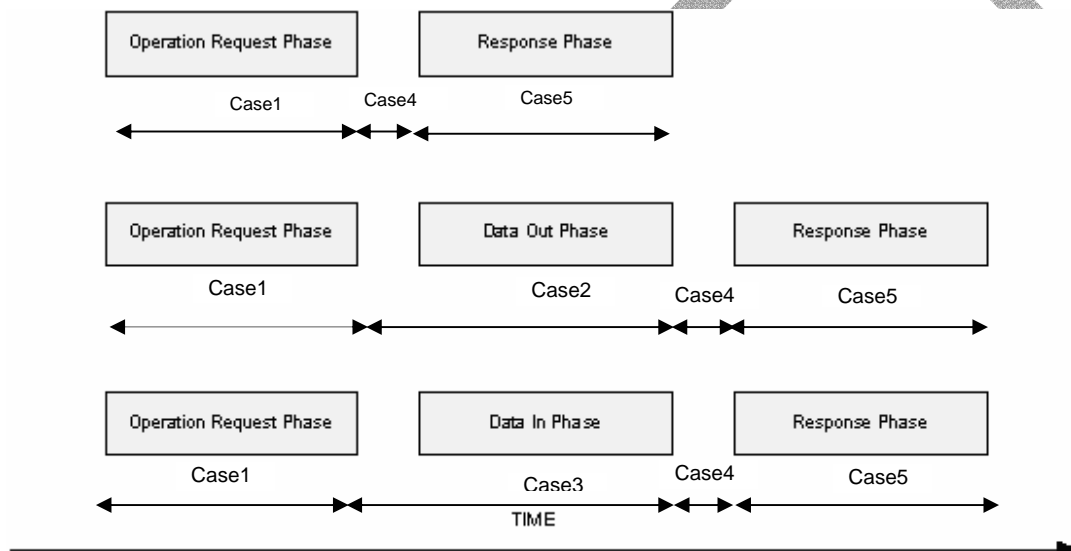 Operation Request Phase Response Phase
Case1 Case4 Case5
Operation Request Phase Data Out Phase Response Phase
Case1 Case2 Case4 Case5
Operation Request Phase Data In Phase Response Phase
Case1 Case3 Case4 Case5
TIME